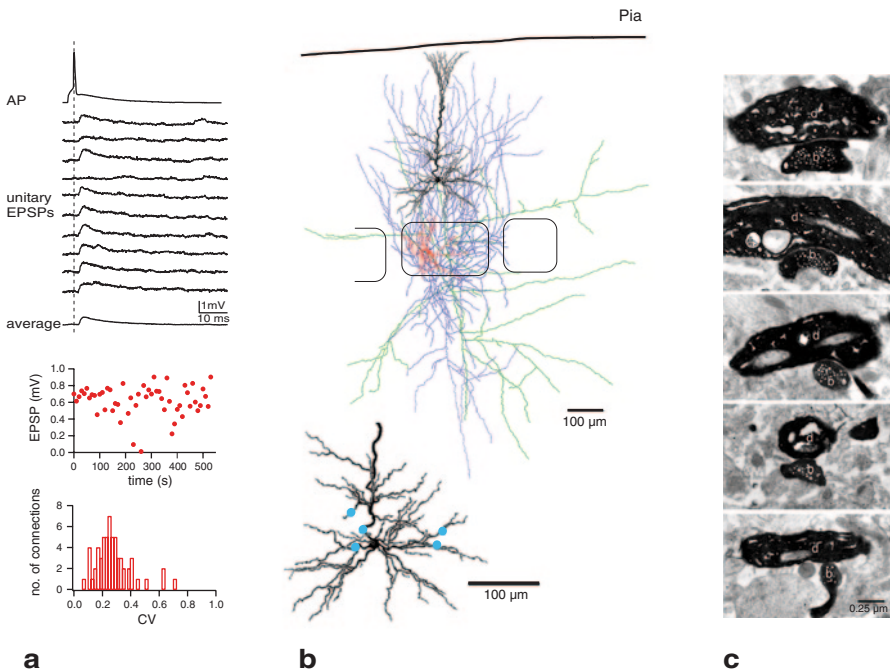 AP
unitary
EPSPs
1mV
10 ms
average
EPSP (mV)
1.0
0.8
0.6
0.4
0.2
0.0
0 100 200 300 400 500
time (s)
no. of connections
8
6
4
2
0
0.0 0.2 0.4 0.6 0.8 1.0
CV
a
Pia
100 µm
100 µm
b
d
b
d
s
b
d
b
d
b
d
b
0.25 µm
c